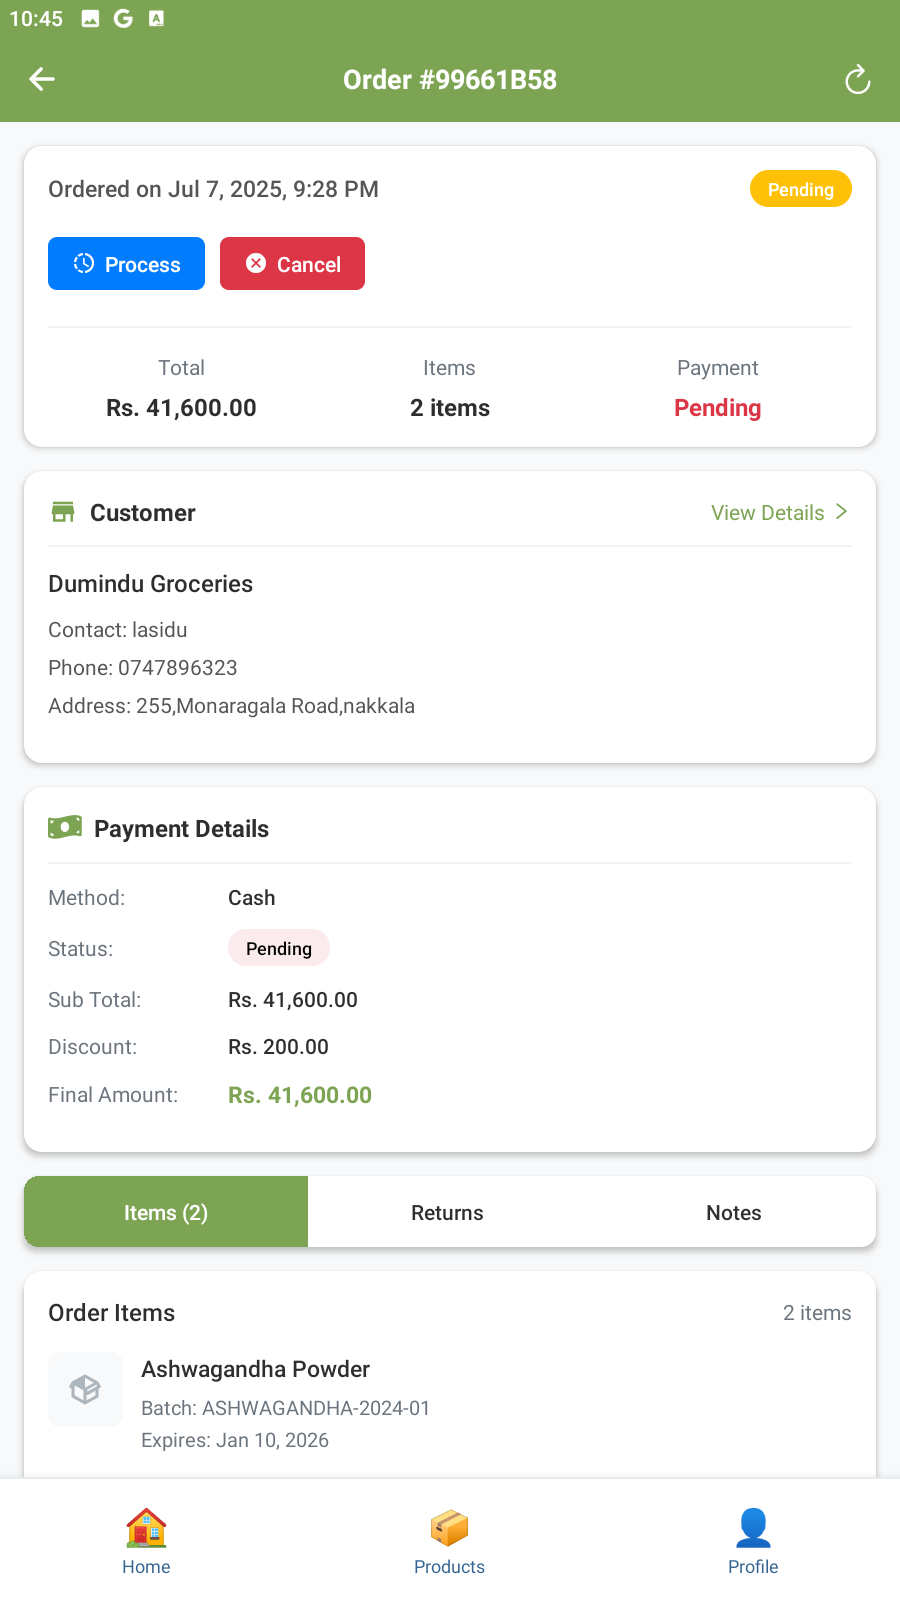 10:45
Order #99661B58
Ordered on Jul 7, 2025, 9:28 PM
Pending
Process
Cancel
Total
Items
Payment
Rs. 41,600.00
2 items
Pending
Customer
View Details
Dumindu Groceries
Contact: lasidu
Phone: 0747896323
Address: 255,Monaragala Road,nakkala
Payment Details
Method:
Cash
Status:
Pending
Sub Total:
Rs. 41,600.00
Discount:
Rs. 200.00
Final Amount:
Rs. 41,600.00
Items (2)
Returns
Notes
Order Items
2 items
Ashwagandha Powder
Batch: ASHWAGANDHA-2024-01
Expires: Jan 10, 2026
Home
Products
Profile